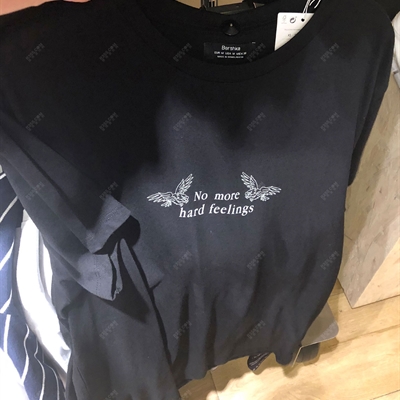 Bershka
No more
hard feelings